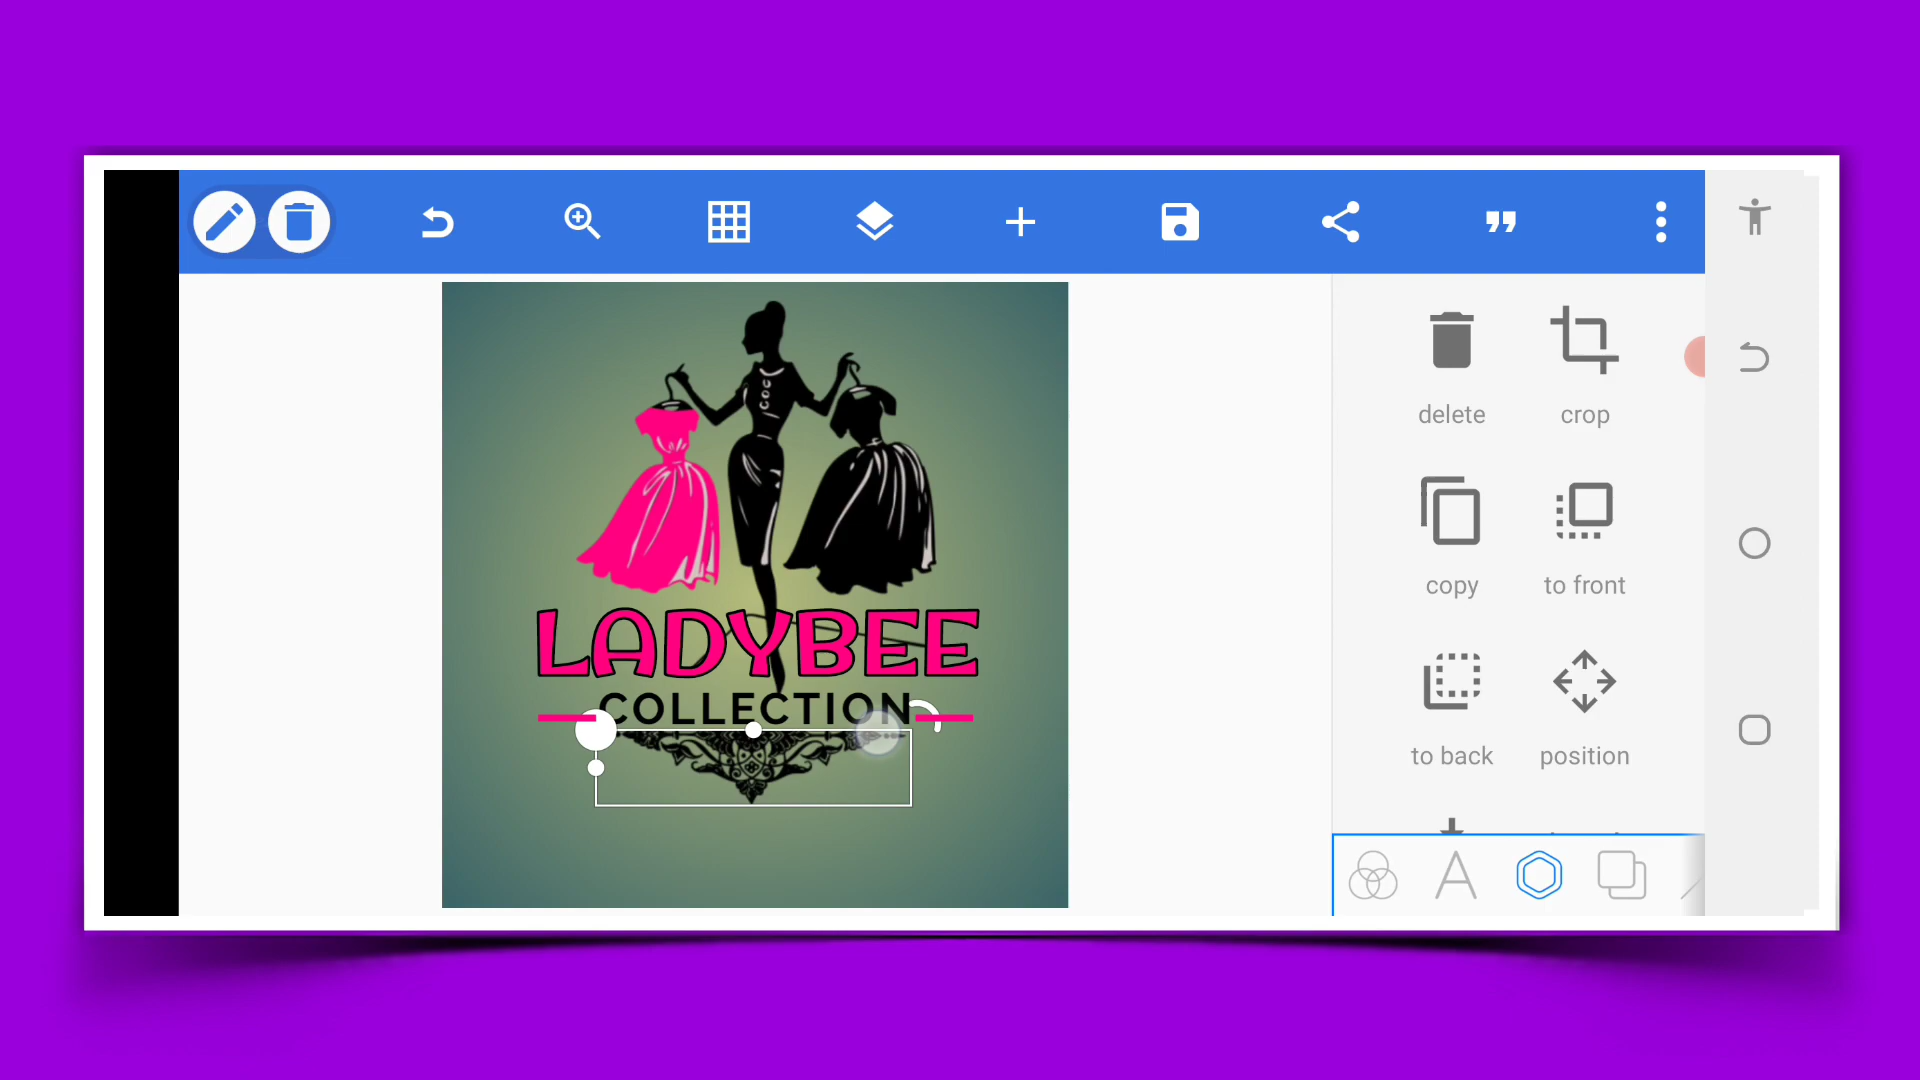 delete
crop
copy
to front
LADYBEE
COLLECTION
to back
position